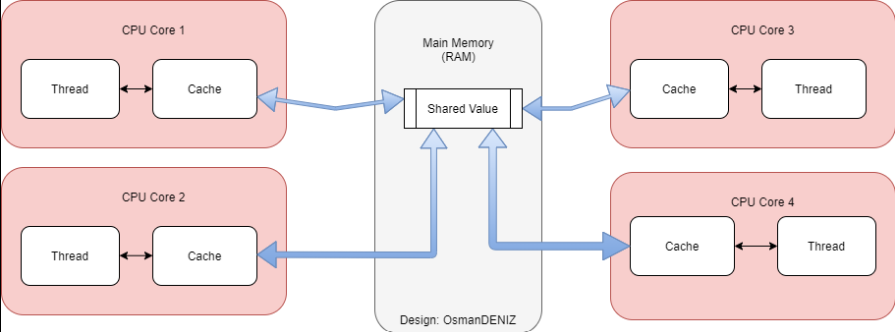 CPU Core 1
Thread
Cache
CPU Core 2
Thread
Cache
Main Memory
(RAM)
Shared Value
Design: OsmanDENIZ
CPU Core 3
Cache
Thread
CPU Core 4
Cache
Thread